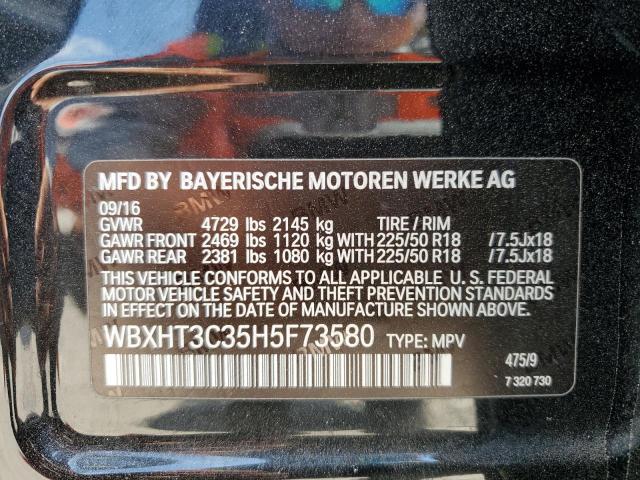 MFD BY BAYERISCHE MOTOREN WERKE AG
09/16
GVWR 4729 lbs 2145 kg TIRE / RIM
GAWR FRONT 2469 lbs 1120 kg WITH 225/50 R18 /7.5Jx18
GAWR REAR 2381 lbs 1080 kg WITH 225/50 R18 /7.5Jx18
THIS VEHICLE CONFORMS TO ALL APPLICABLE U. S. FEDERAL
MOTOR VEHICLE SAFETY AND THEFT PREVENTION STANDARDS
IN EFFECT ON THE DATE OF MANUFACTURE SHOWN ABOVE.
WBXHT3C35H5F73580 TYPE: MPV
475/9
7 320 730